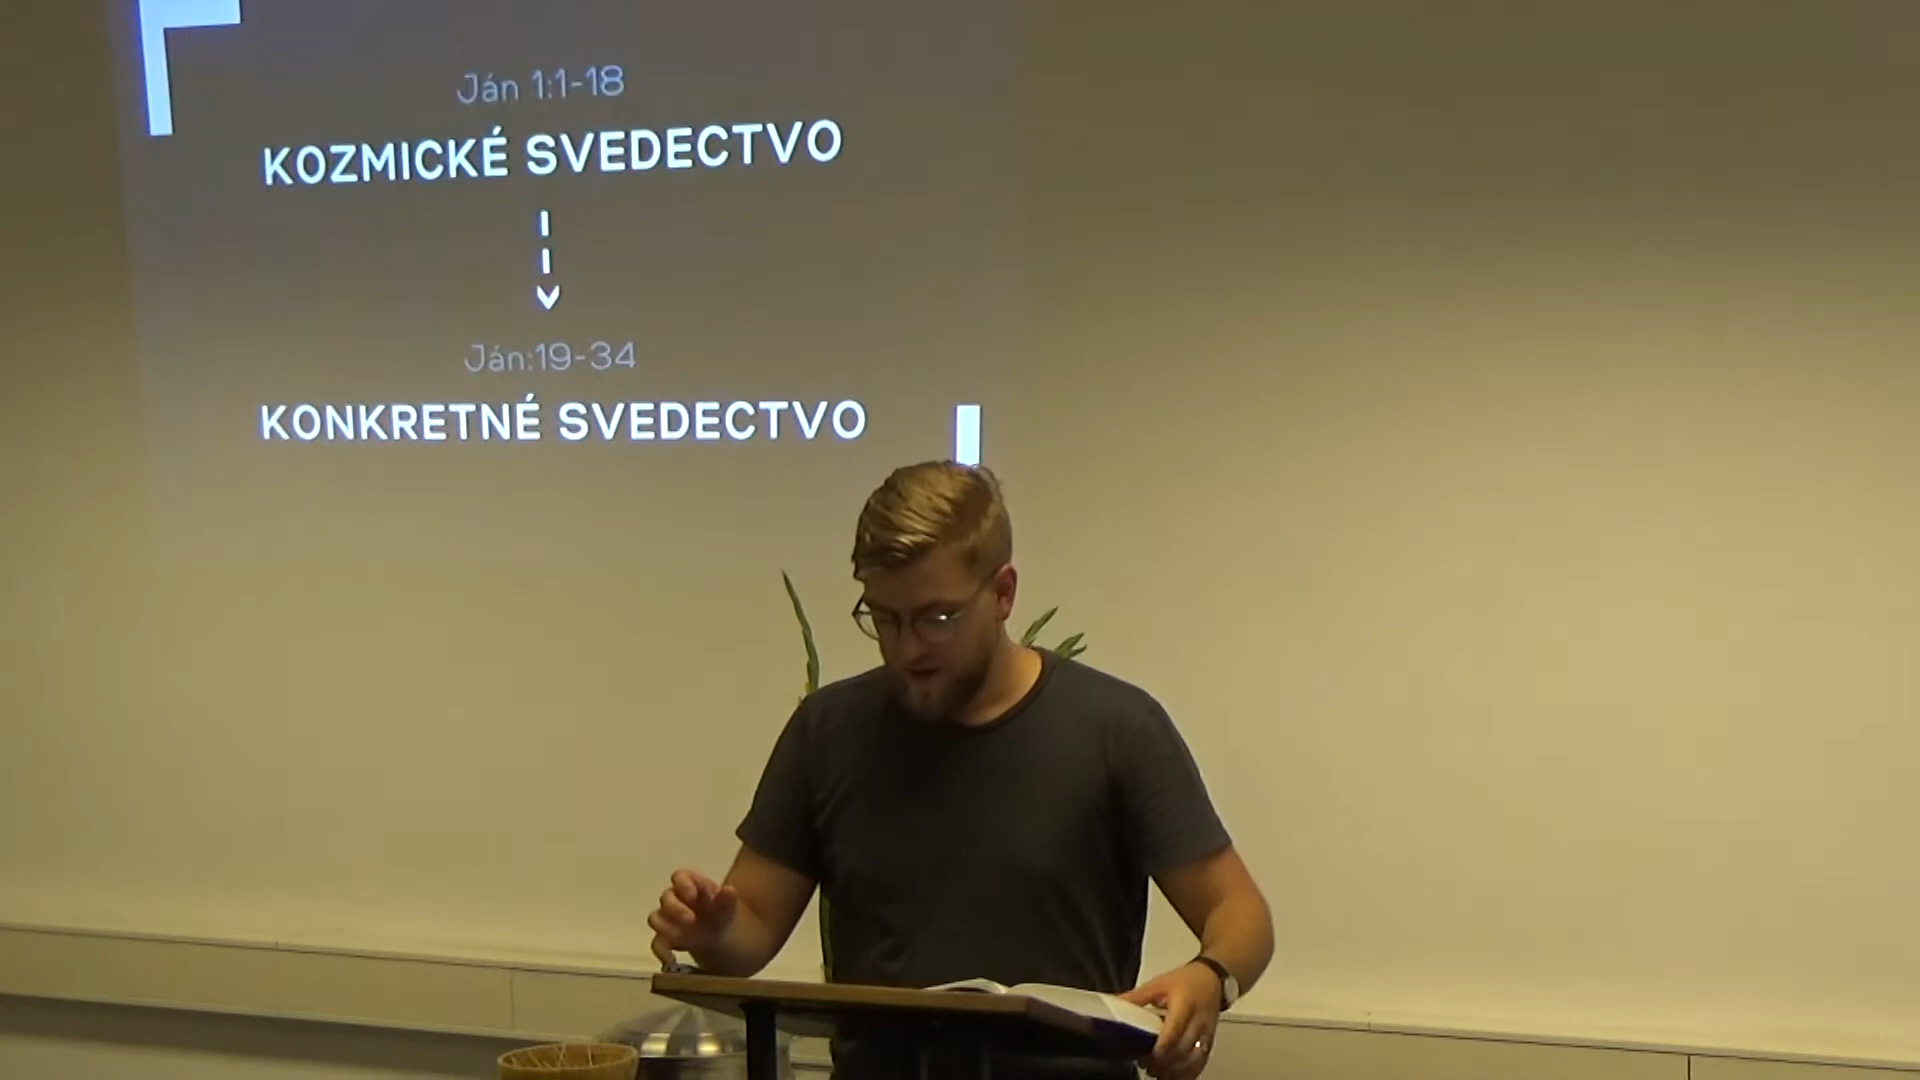 Ján 1:1-18
KOZMICKÉ SVEDECTVO
Ján:19-34
KONKRETNÉ SVEDECTVO